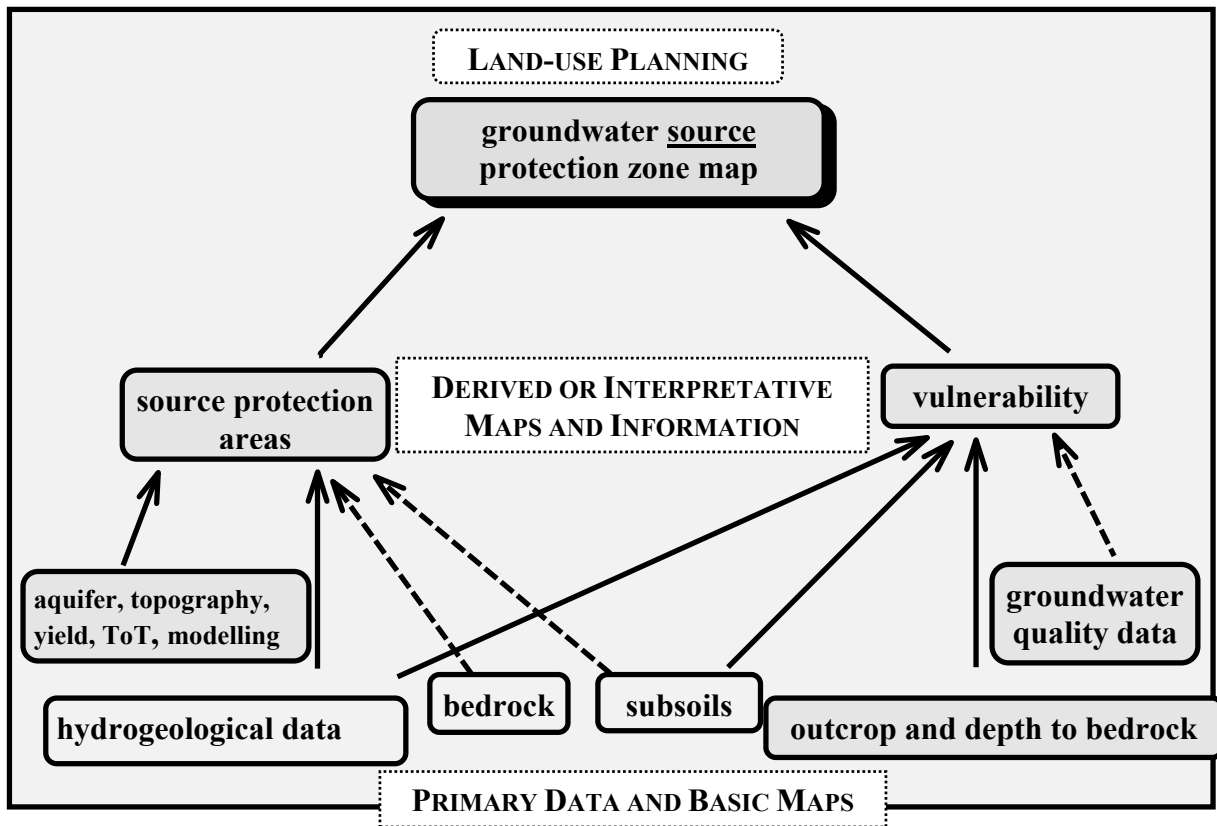 LAND-USE PLANNING
groundwater source
protection zone map
source protection
areas
DERIVED OR INTERPRETATIVE
MAPS AND INFORMATION
vulnerability
aquifer, topography,
yield, ToT, modelling
groundwater
quality data
hydrogeological data
bedrock
subsoils
outcrop and depth to bedrock
PRIMARY DATA AND BASIC MAPS